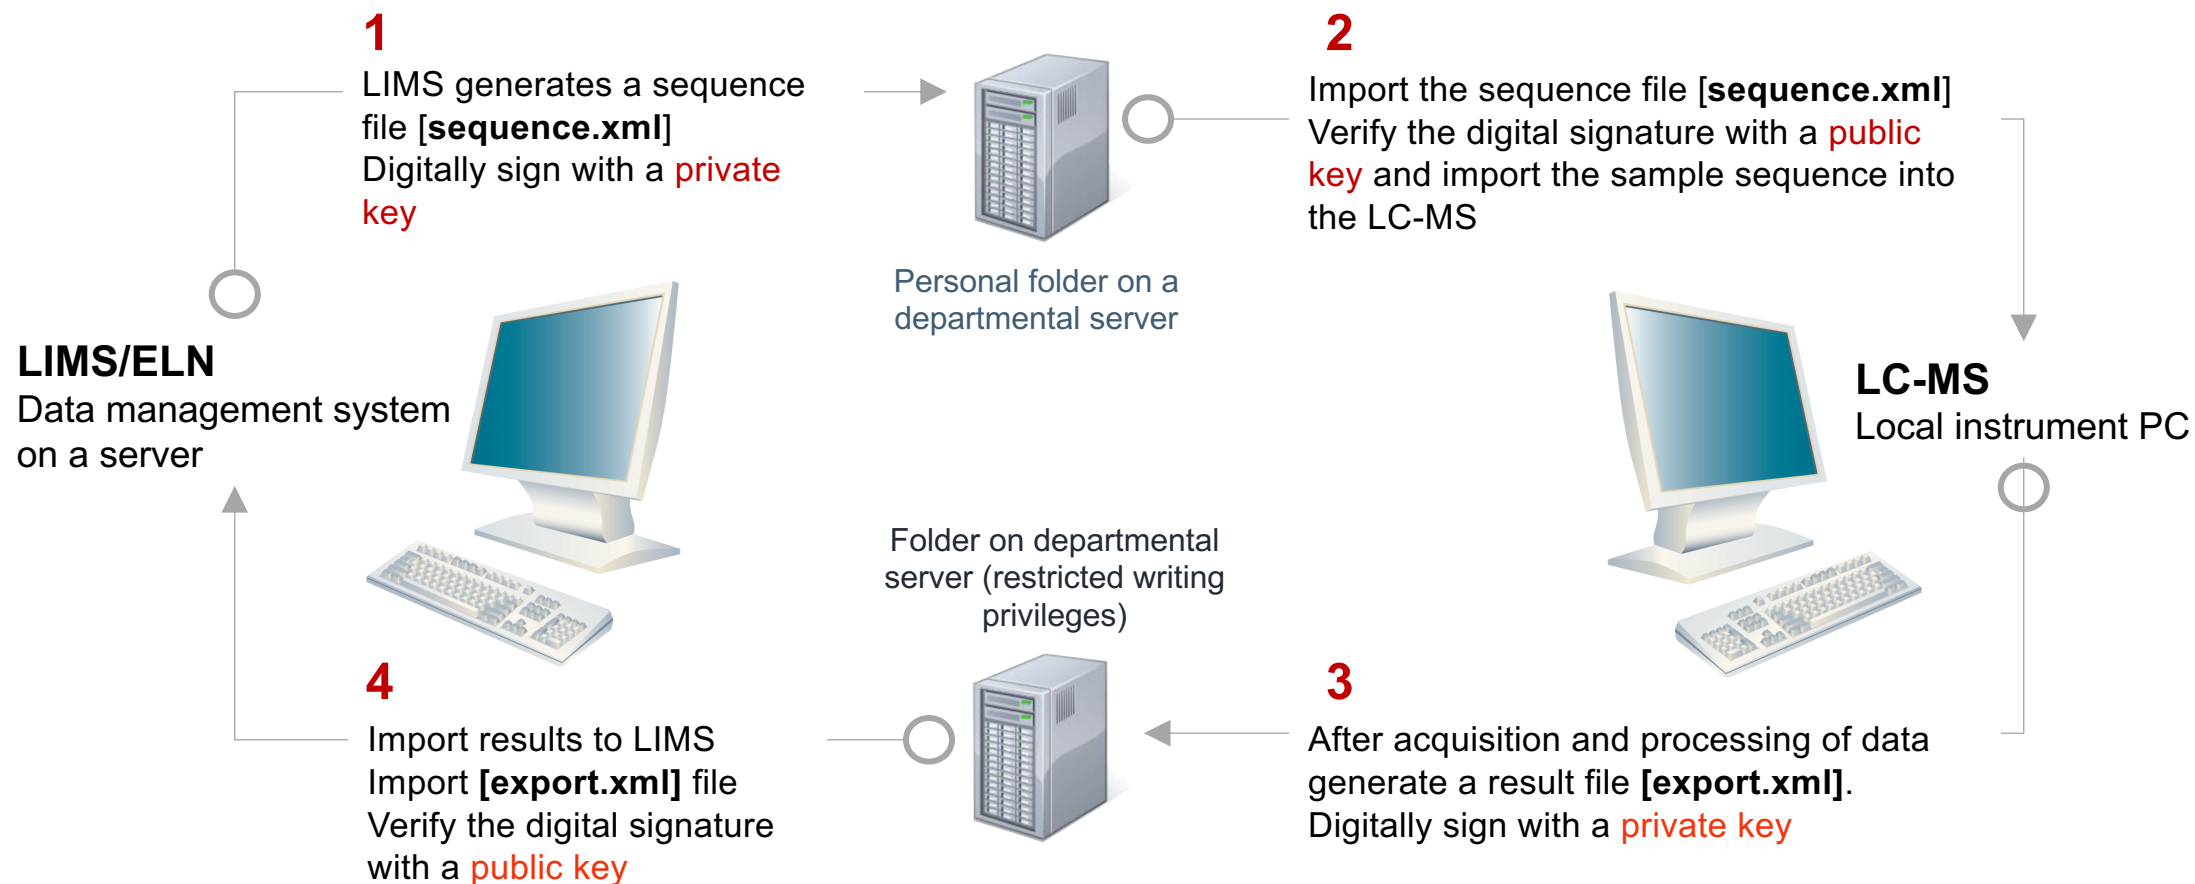 1
LIMS generates a sequence
file [sequence.xml]
Digitally sign with a private
key
2
Import the sequence file [sequence.xml]
Verify the digital signature with a public
key and import the sample sequence into
the LC-MS
Personal folder on a
departmental server
LIMS/ELN
Data management system
on a server
LC-MS
Local instrument PC
Folder on departmental
server (restricted writing
privileges)
3
After acquisition and processing of data
generate a result file [export.xml].
Digitally sign with a private key
4
Import results to LIMS
Import [export.xml] file
Verify the digital signature
with a public key